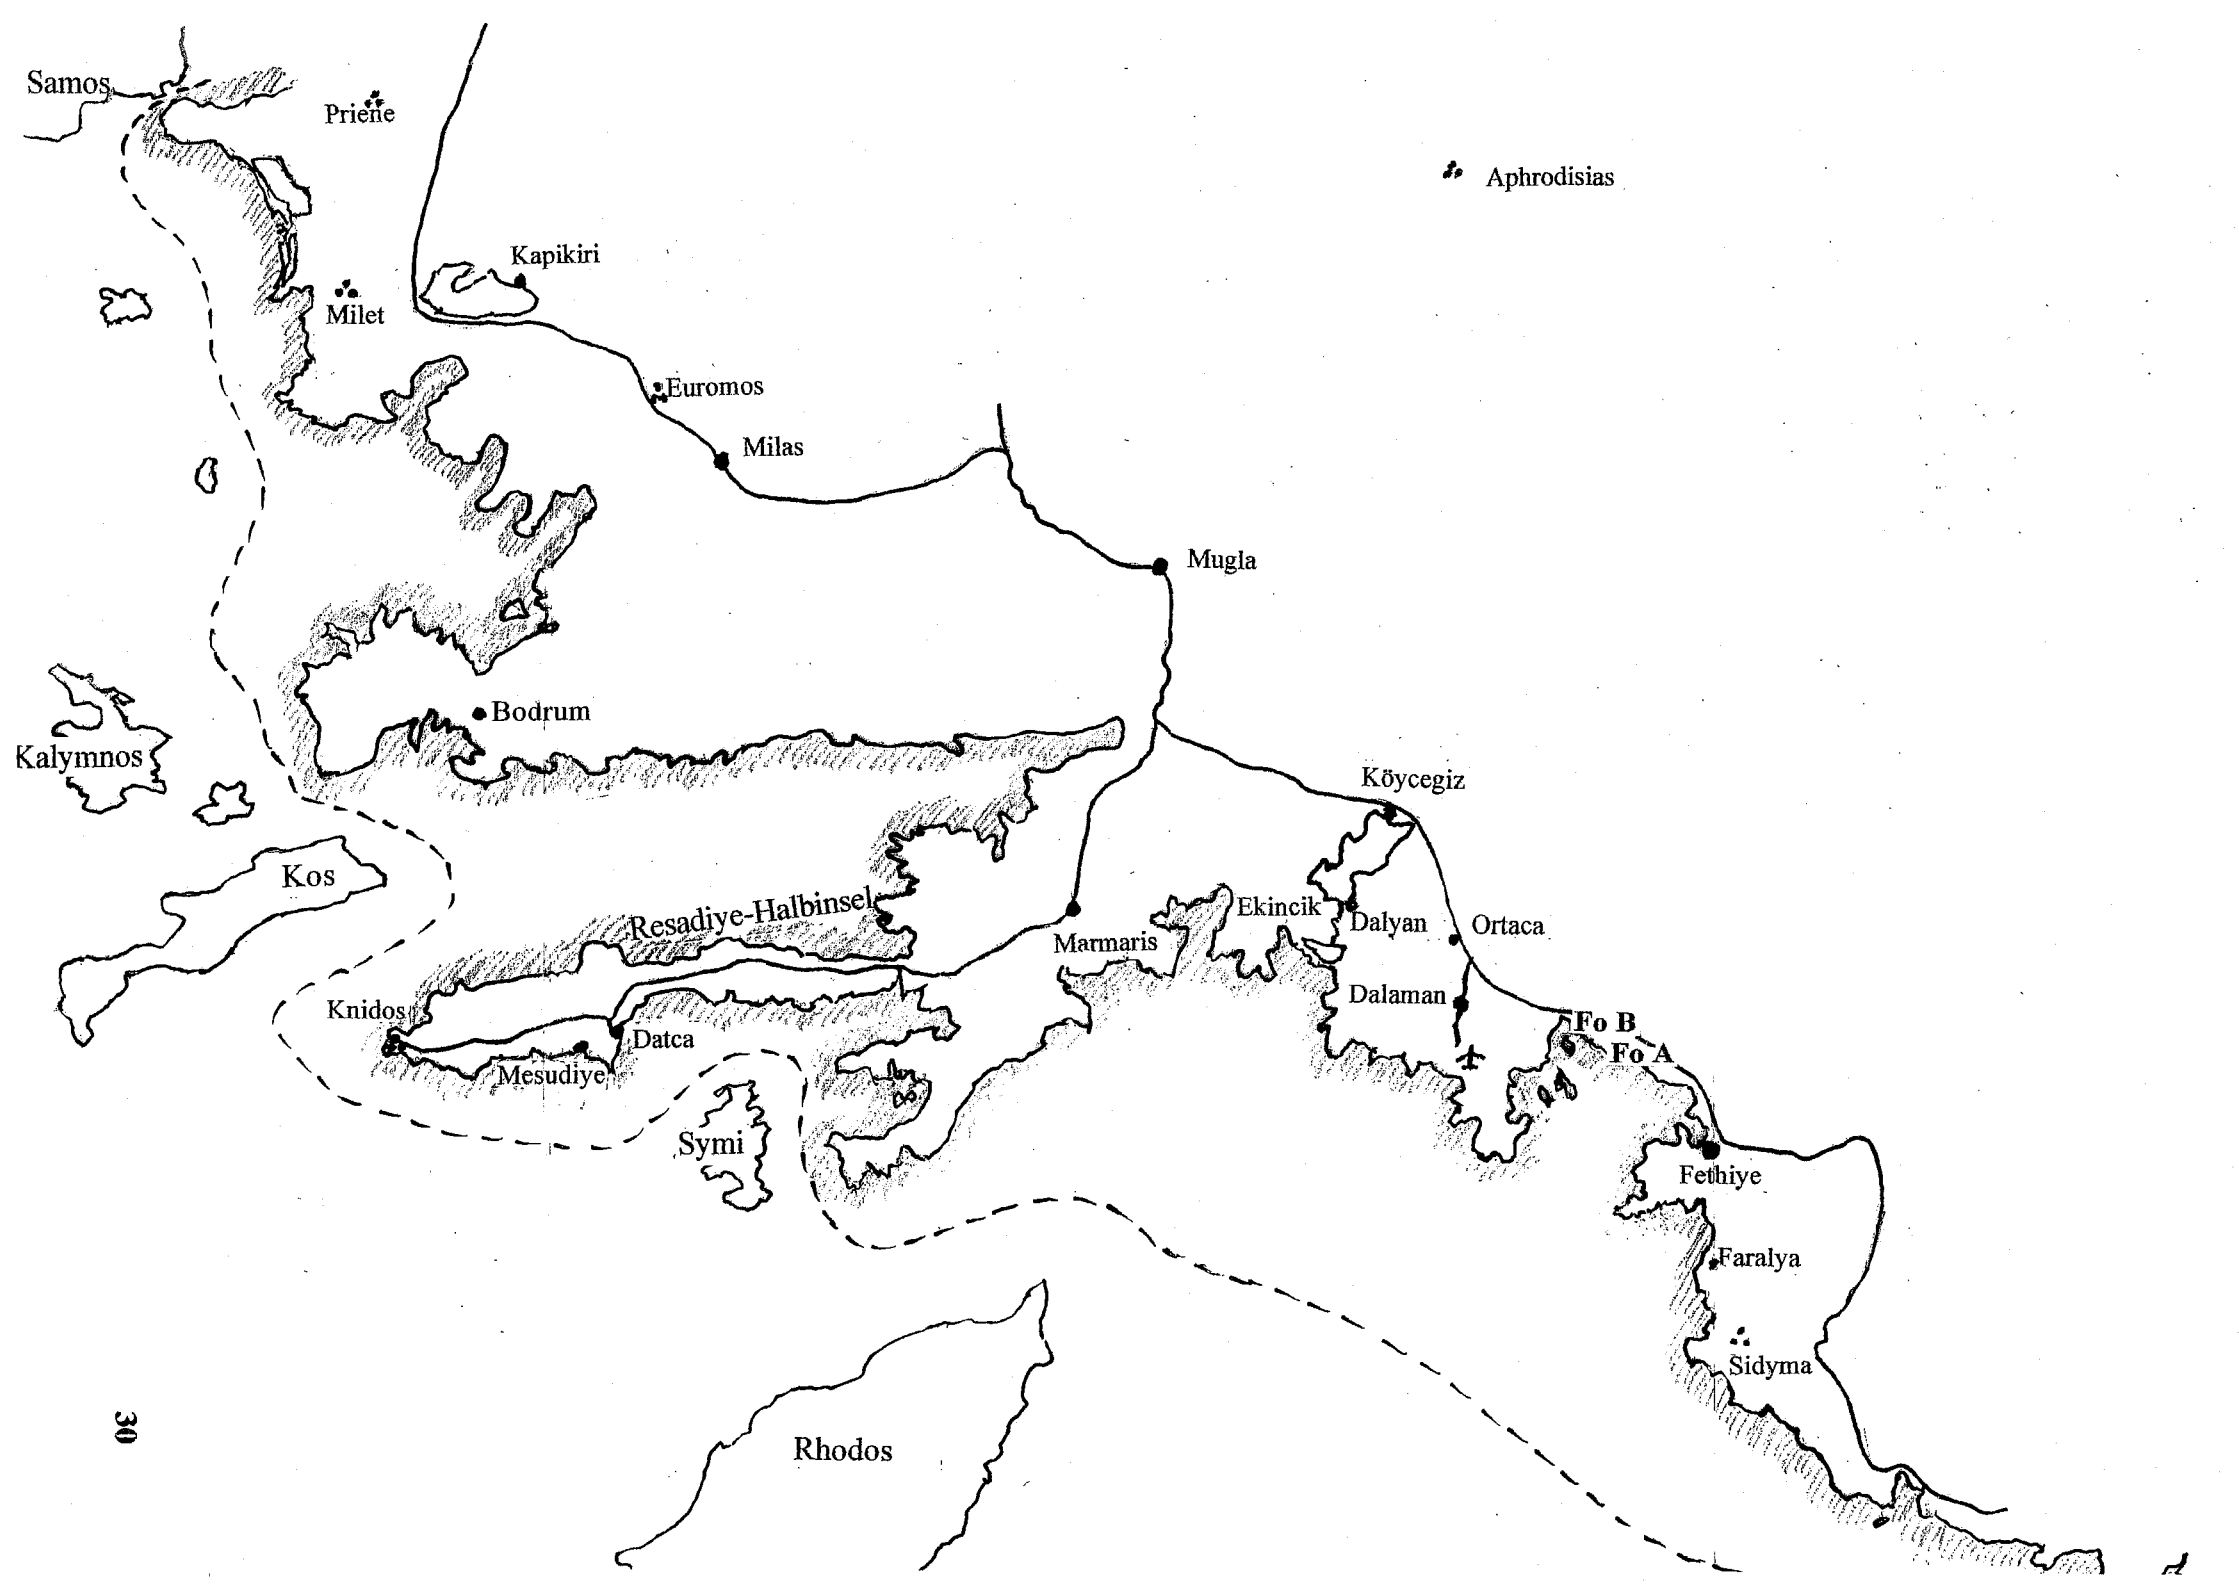 Samos
Priene
Aphrodisias
Kapikiri
Milet
Euromos
Milas
Mugla
Bodrum
Kalymnos
Köycegiz
Kos
Resadiye-Halbinsel
Ekincik
Dalyan
Ortaca
Marmaris
Dalaman
Knidos
Fo B
Datca
Fo A
Mesudiye
Symi
Fethiye
Faralya
Sidyma
Rhodos
30